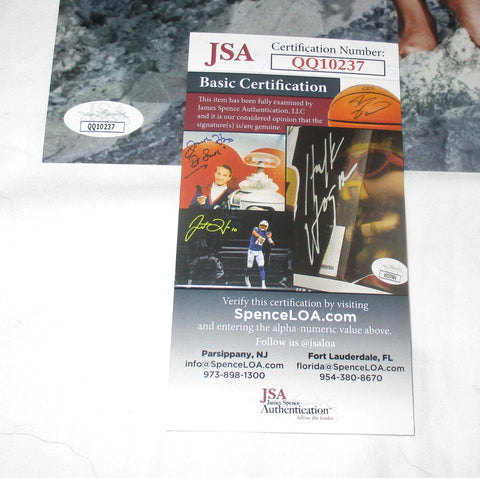 JSA
Certification Number:
QQ10237
Basic Certification
This item has been fully examined by
James Spence Authentication, LLC
and it is our considered opinion that the
signature(s) is/are genuine.
QQ10237
Verify this certification by visiting
SpenceLOA.com
and entering the alpha-numeric value above.
Follow us @jsaloa
Parsippany, NJ
info@SpenceLOA.com
973-898-1300
Fort Lauderdale, FL
florida@SpenceLOA.com
954-380-8670
JSA
James Spence
Authentication
follow the leader